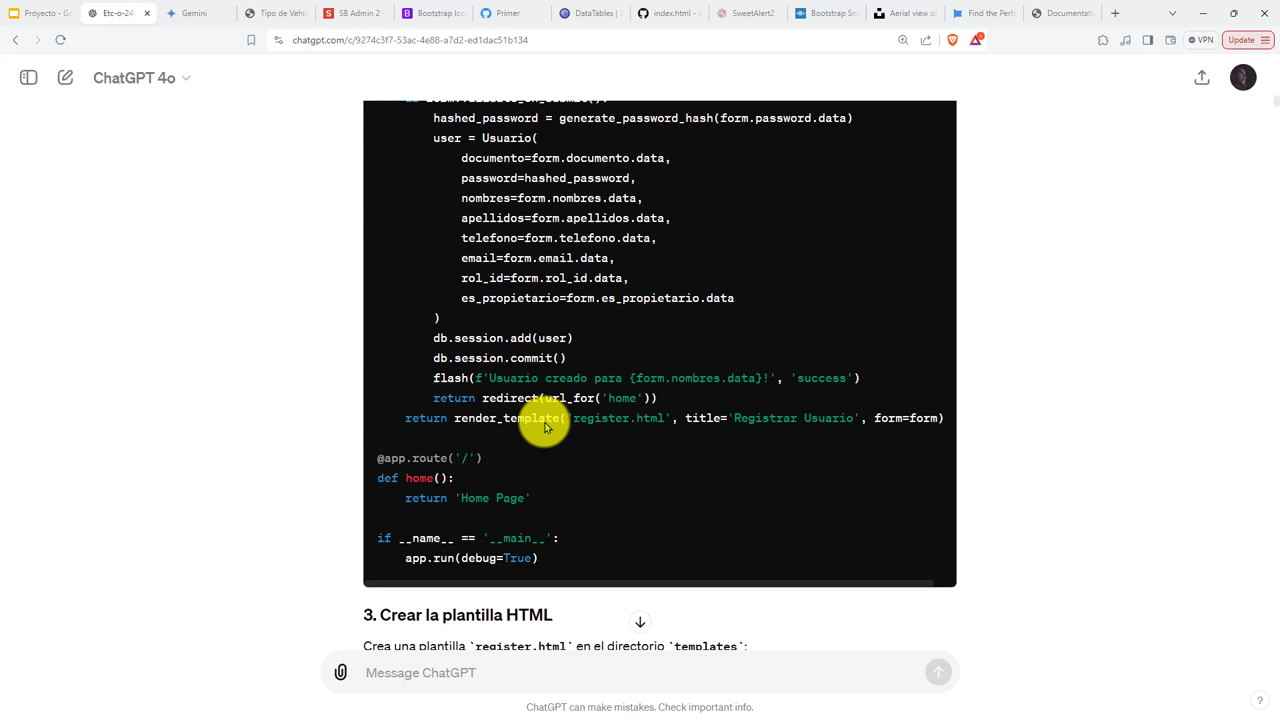 Proyecto - Go
Etc-o-24
Gemini
Tipo de Vehi
SB Admin 2 -
Bootstrap Ico
Primer
DataTables | J
index.html - s
SweetAlert2 -
Bootstrap Sni
Aerial view o
Find the Perfe
Documentati
chatgpt.com/c/9274c3f7-53ac-4e88-a7d2-ed1dac51b134
VPN
Update
ChatGPT 4o
hashed_password = generate_password_hash(form.password.data)
user = Usuario(
documento=form.documento.data,
password=hashed_password,
nombres=form.nombres.data,
apellidos=form.apellidos.data,
telefono=form.telefono.data,
email=form.email.data,
rol_id=form.rol_id.data,
es_propietario=form.es_propietario.data
)
db.session.add(user)
db.session.commit()
flash(f'Usuario creado para {form.nombres.data}!', 'success')
return redirect(url_for('home'))
return render_template('register.html', title='Registrar Usuario', form=form)
@app.route('/')
def home():
return 'Home Page'
if __name__ == '__main__':
app.run(debug=True)
3. Crear la plantilla HTML
Crea una plantilla `register.html` en el directorio `templates`:
Message ChatGPT
ChatGPT can make mistakes. Check important info.
?